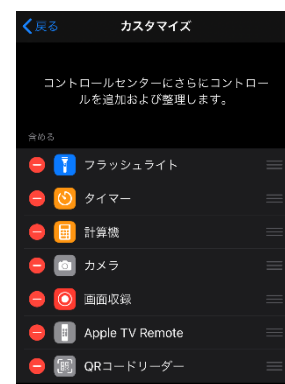 戻る
カスタマイズ
コントロールセンターにさらにコントロー
ルを追加および整理します。
含める
フラッシュライト
タイマー
計算機
カメラ
画面収録
Apple TV Remote
QRコードリーダー